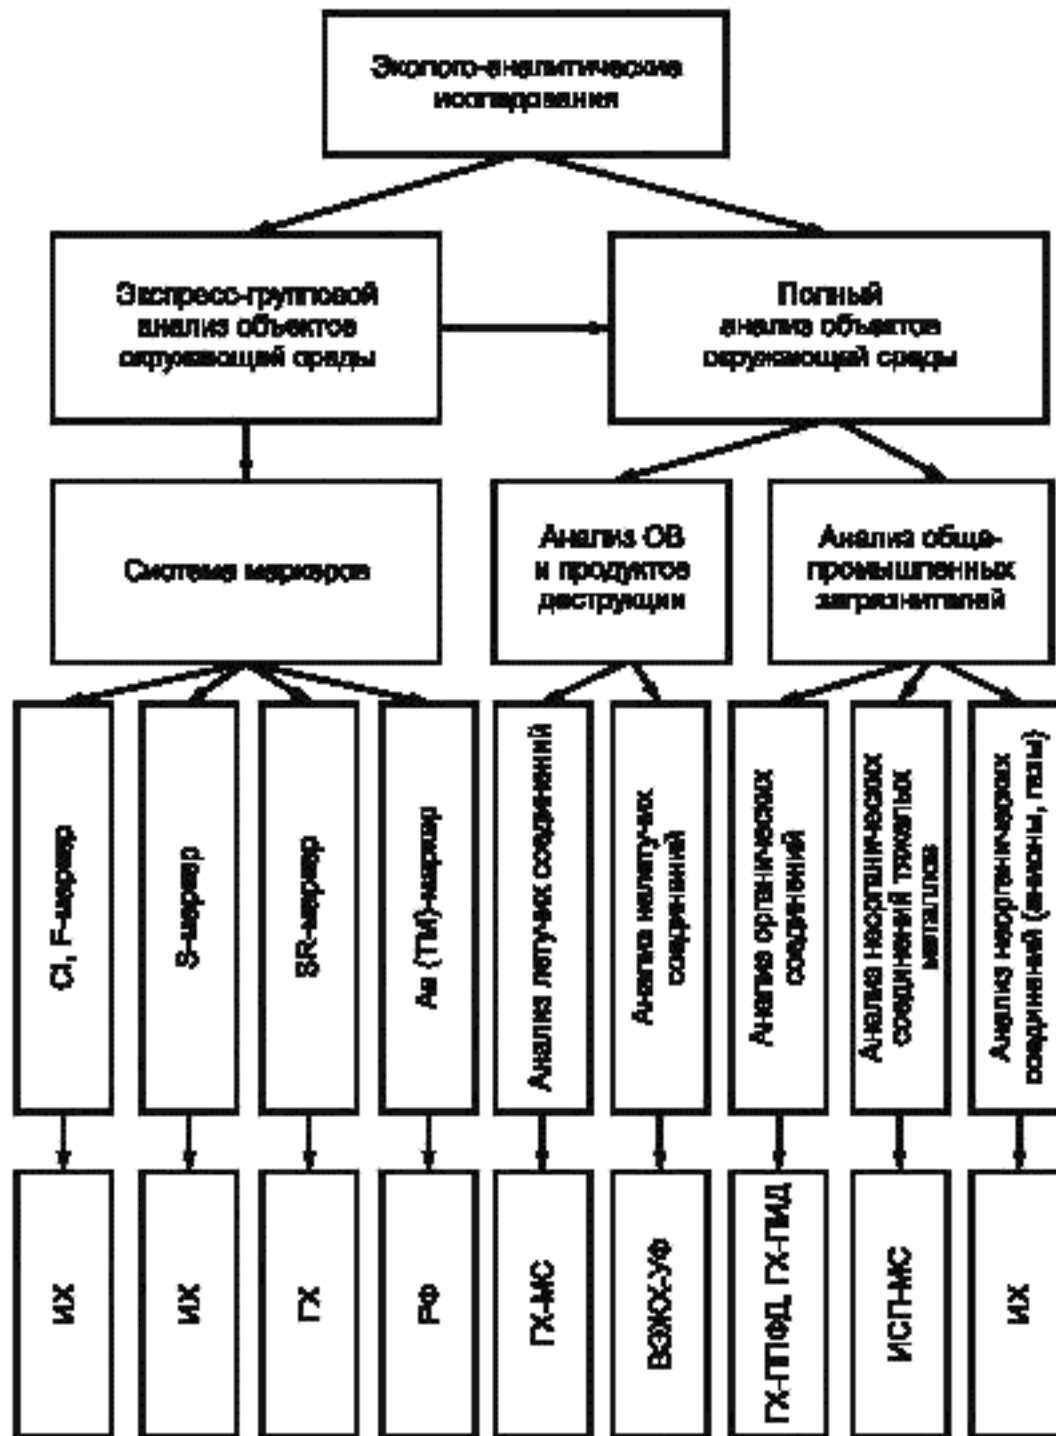 Эколого-аналитические
исследования
Экспресс-групповой
анализ объектов
окружающей среды
Полный
анализ объектов
окружающей среды
Система маркеров
Анализ ОВ
и продуктов
деструкции
Анализ обще-
промышленных
загрязнителей
Cl, F-маркер
S-маркер
SR-маркер
As (ТМ)-маркер
Анализ летучих соединений
Анализ нелетучих
соединений
Анализ органических
соединений
Анализ неорганических
соединений тяжелых
металлов
Анализ неорганических
соединений (анионы, газы)
ИХ
ИХ
ГХ
РФ
ГХ-МС
ВЭЖХ-УФ
ГХ-ППФД, ГХ-ПИД
ИСП-МС
ИХ